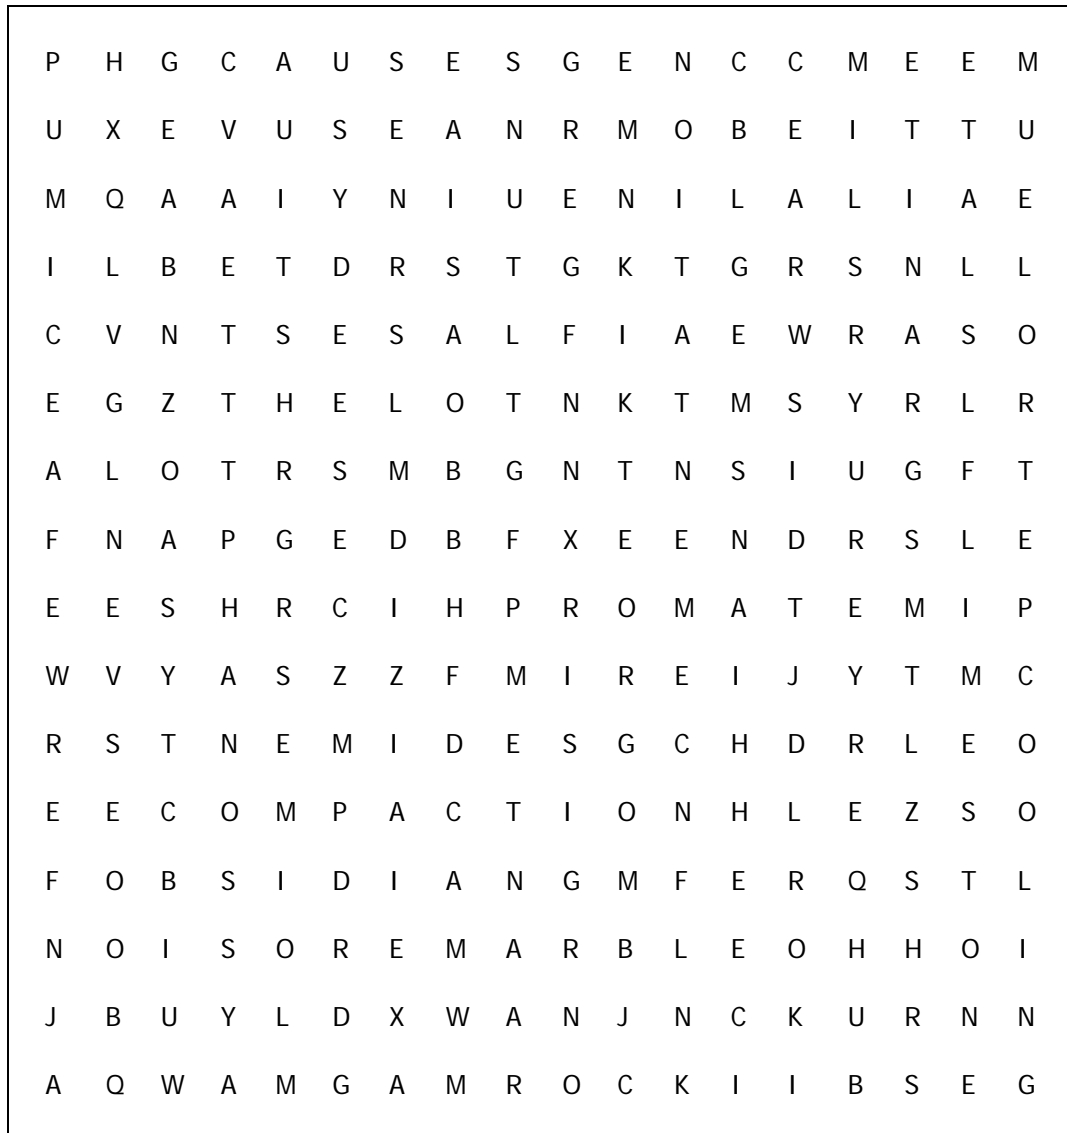 P H G C A U S E S G E N C C M E E M
U X E V U S E A N R M O B E I T T U
M Q A A I Y N I U E N I L A L I A E
I L B E T D R S T G K T G R S N L L
C V N T S E S A L F I A E W R A S O
E G Z T H E L O T N K T M S Y R L R
A L O T R S M B G N T N S I U G F T
F N A P G E D B F X E E N D R S L E
E E S H R C I H P R O M A T E M I P
W V Y A S Z Z F M I R E I J Y T M C
R S T N E M I D E S G C H D R L E O
E E C O M P A C T I O N H L E Z S O
F O B S I D I A N G M F E R Q S T L
N O I S O R E M A R B L E O H H O I
J B U Y L D X W A N J N C K U R N N
A Q W A M G A M R O C K I I B S E G